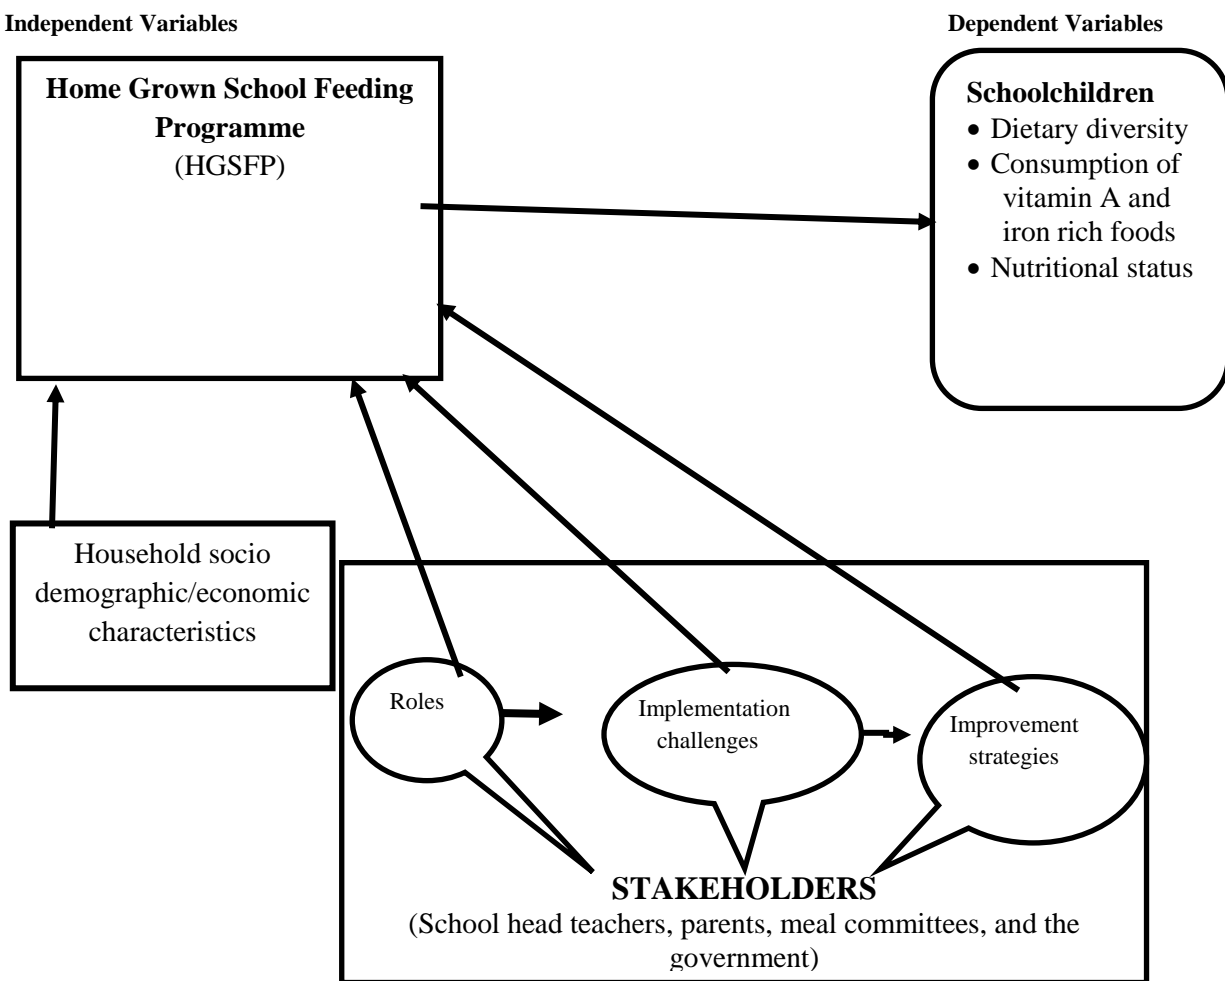 Independent Variables
Dependent Variables
Home Grown School Feeding
Programme
(HGSFP)
Schoolchildren
• Dietary diversity
• Consumption of
vitamin A and
iron rich foods
• Nutritional status
Household socio
demographic/economic
characteristics
Roles
Implementation
challenges
Improvement
strategies
STAKEHOLDERS
(School head teachers, parents, meal committees, and the
government)